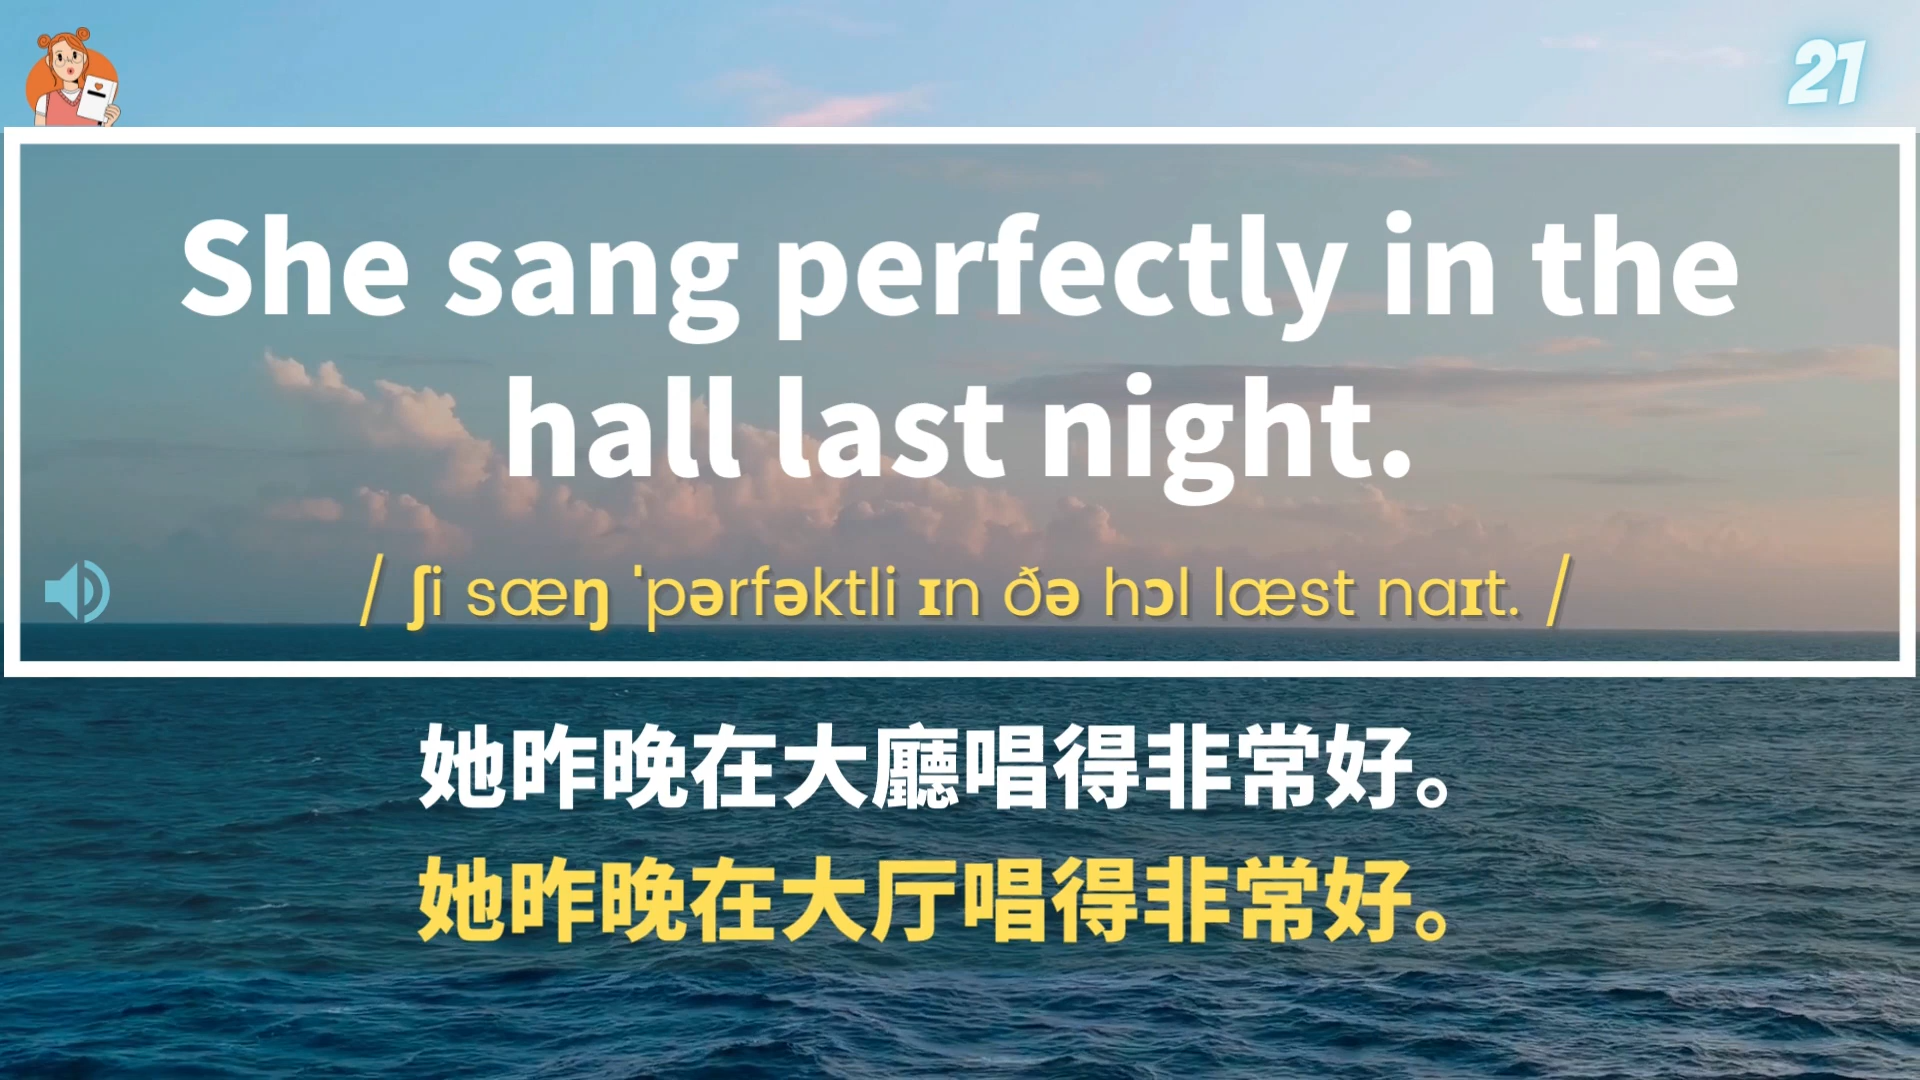 21
She sang perfectly in the
hall last night.
/ ʃi sæŋ ˈpərfəktli ɪn ðə hɔl læst naɪt. /
她昨晚在大廳唱得非常好。
她昨晚在大厅唱得非常好。